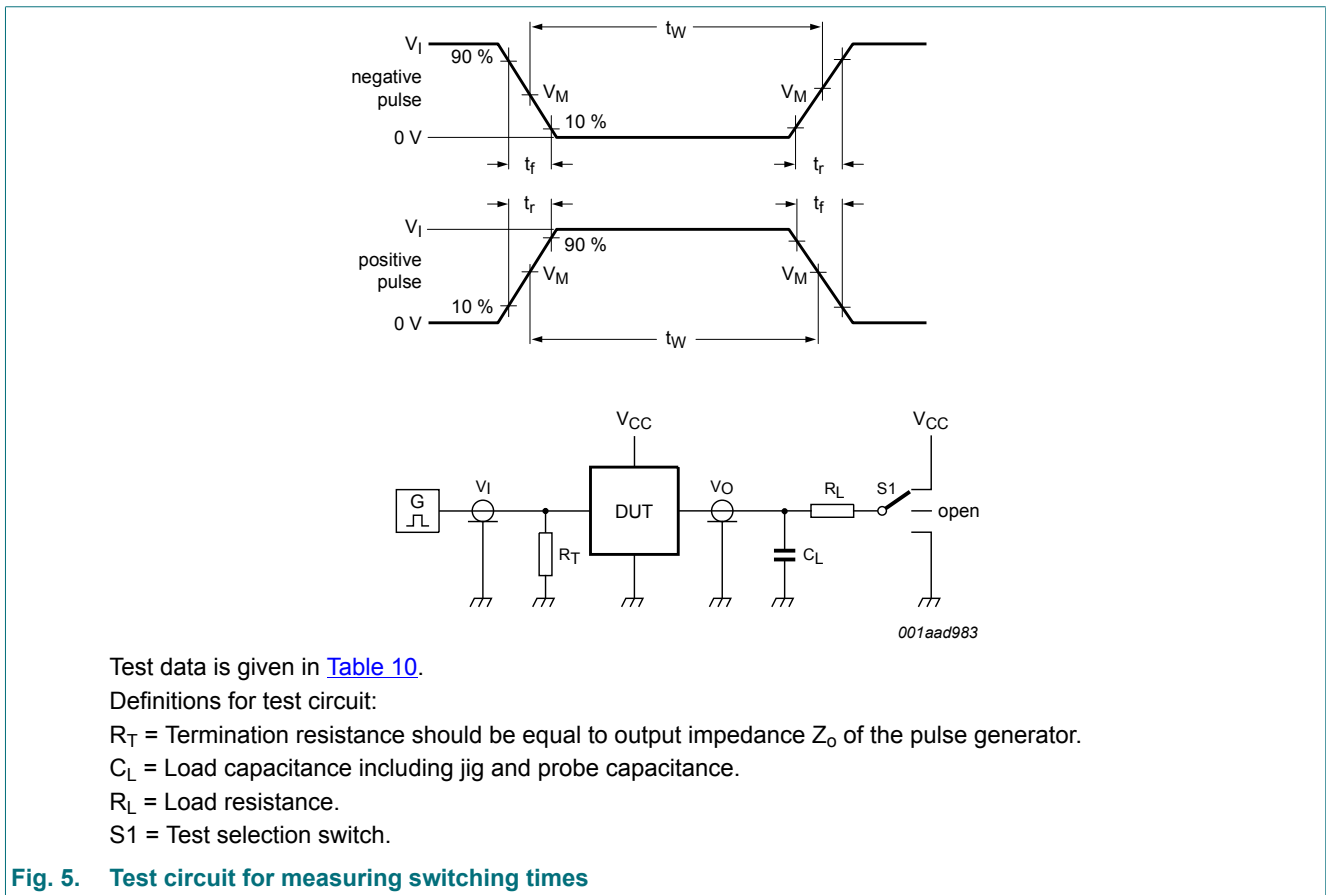 tW
VI
90 %
negative
pulse
VM
VM
10 %
0 V
tf
tr
tr
tf
VI
90 %
positive
pulse
VM
VM
10 %
0 V
tW
VCC
VCC
G
VI
DUT
VO
RL
S1
open
RT
CL
001aad983
Test data is given in Table 10.
Definitions for test circuit:
RT = Termination resistance should be equal to output impedance Zo of the pulse generator.
CL = Load capacitance including jig and probe capacitance.
RL = Load resistance.
S1 = Test selection switch.
Fig. 5. Test circuit for measuring switching times